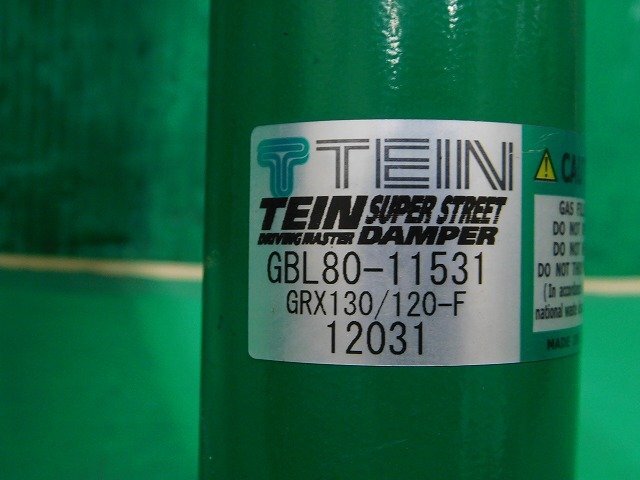 TEIN
TEIN SUPER STREET
DRIVING MASTER DAMPER
GBL80-11531
GRX130/120-F
12031
GAS
DO NOT
DO NOT
DO NOT
(In accordance
national waste
MADE